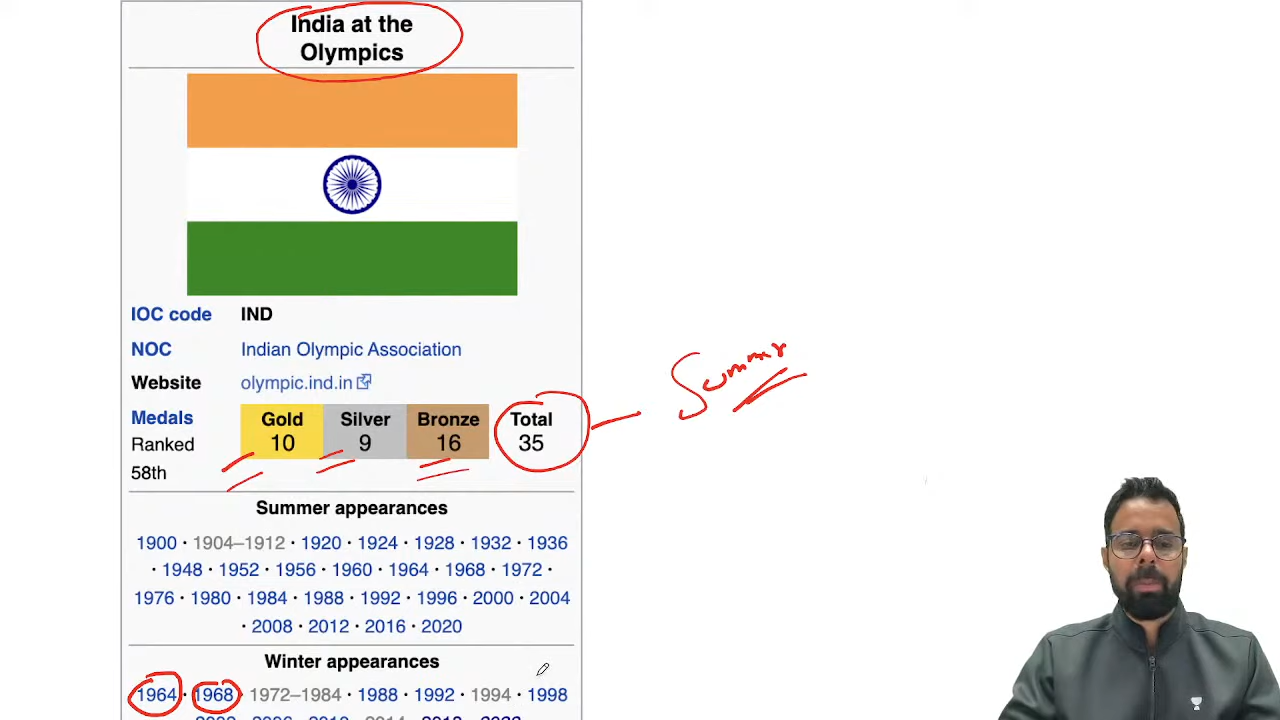 India at the
Olympics
IOC code IND
NOC Indian Olympic Association
Website olympic.ind.in
Medals Gold Silver Bronze Total
Ranked 10 9 16 35
58th
Summer
Summer appearances
1900 · 1904–1912 · 1920 · 1924 · 1928 · 1932 · 1936
· 1948 · 1952 · 1956 · 1960 · 1964 · 1968 · 1972 ·
1976 · 1980 · 1984 · 1988 · 1992 · 1996 · 2000 · 2004
· 2008 · 2012 · 2016 · 2020
Winter appearances
1964 · 1968 · 1972–1984 · 1988 · 1992 · 1994 · 1998